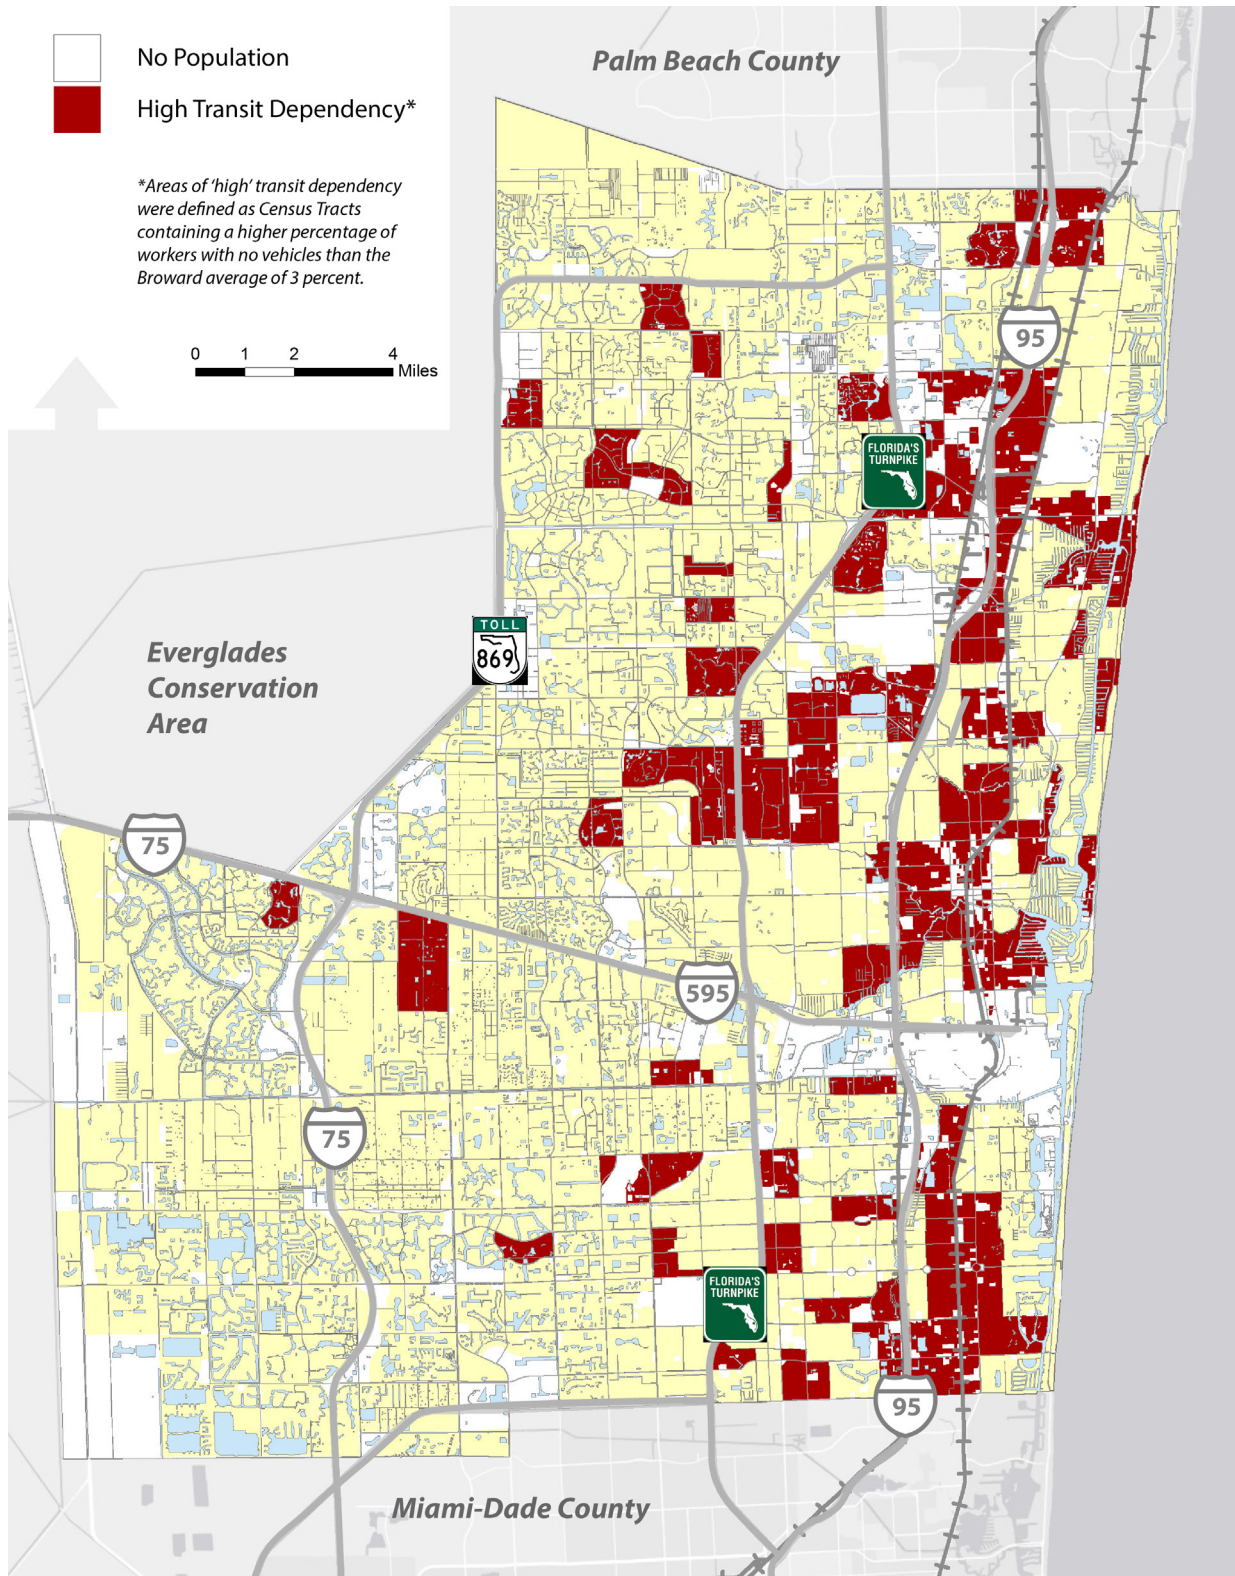 No Population
High Transit Dependency*
*Areas of ‘high’ transit dependency
were defined as Census Tracts
containing a higher percentage of
workers with no vehicles than the
Broward average of 3 percent.
0 1 2 4
Miles
Palm Beach County
95
FLORIDA'S
TURNPIKE
TOLL
869
Everglades
Conservation
Area
75
595
75
FLORIDA'S
TURNPIKE
95
Miami-Dade County